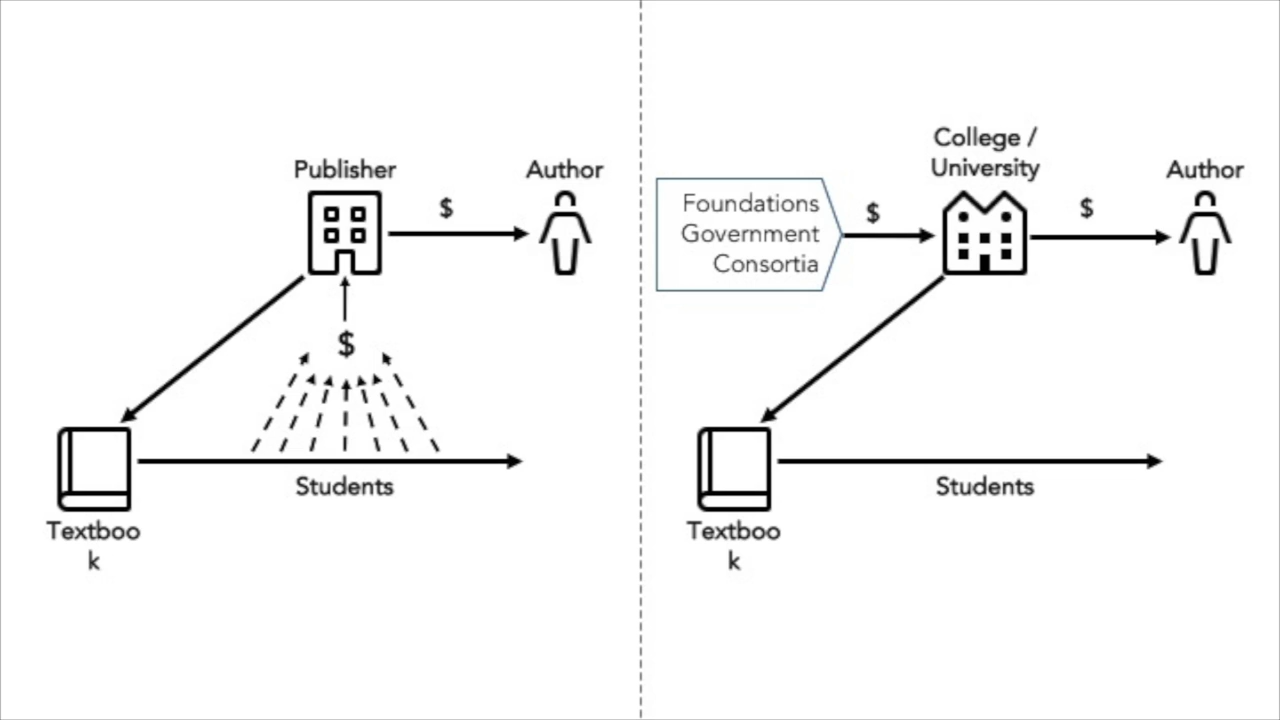 Publisher
Author
$
$
Students
Textboo
k
College /
University
Author
Foundations
Government
Consortia
$
$
Students
Textboo
k